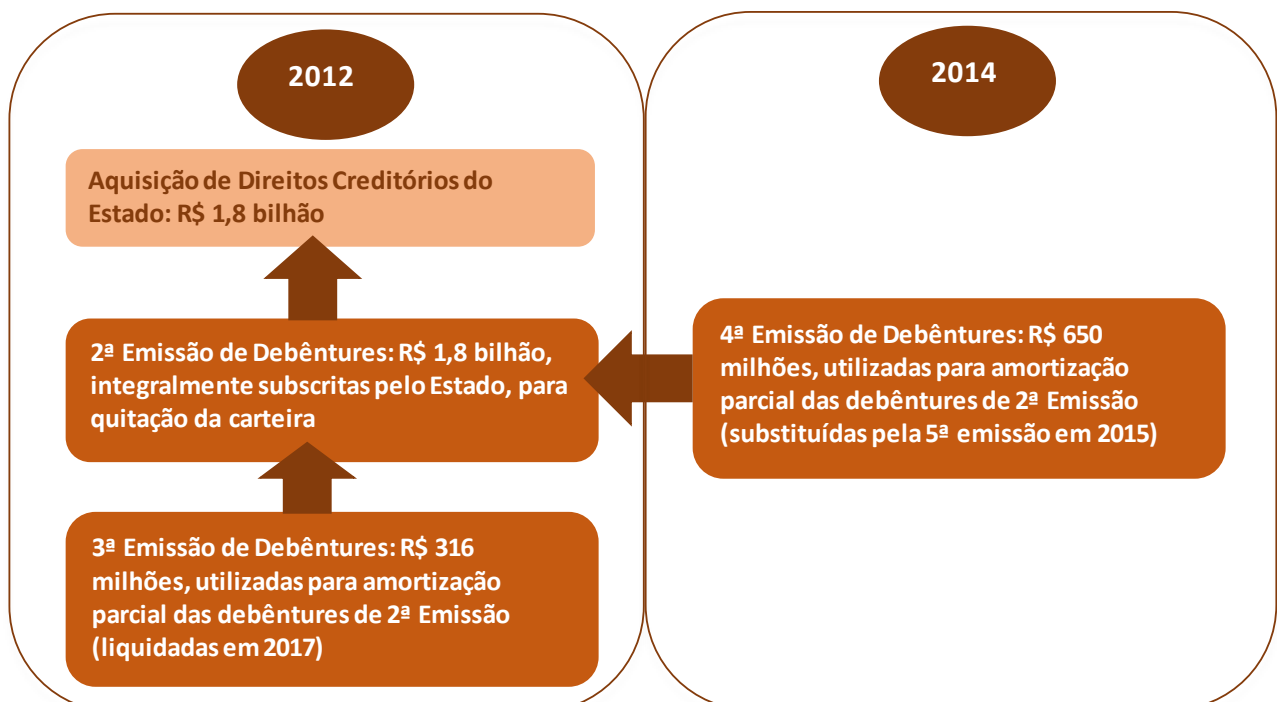 2012
Aquisição de Direitos Creditórios do
Estado: R$ 1,8 bilhão
2ª Emissão de Debêntures: R$ 1,8 bilhão,
integralmente subscritas pelo Estado, para
quitação da carteira
3ª Emissão de Debêntures: R$ 316
milhões, utilizadas para amortização
parcial das debêntures de 2ª Emissão
(liquidadas em 2017)
2014
4ª Emissão de Debêntures: R$ 650
milhões, utilizadas para amortização
parcial das debêntures de 2ª Emissão
(substituídas pela 5ª emissão em 2015)